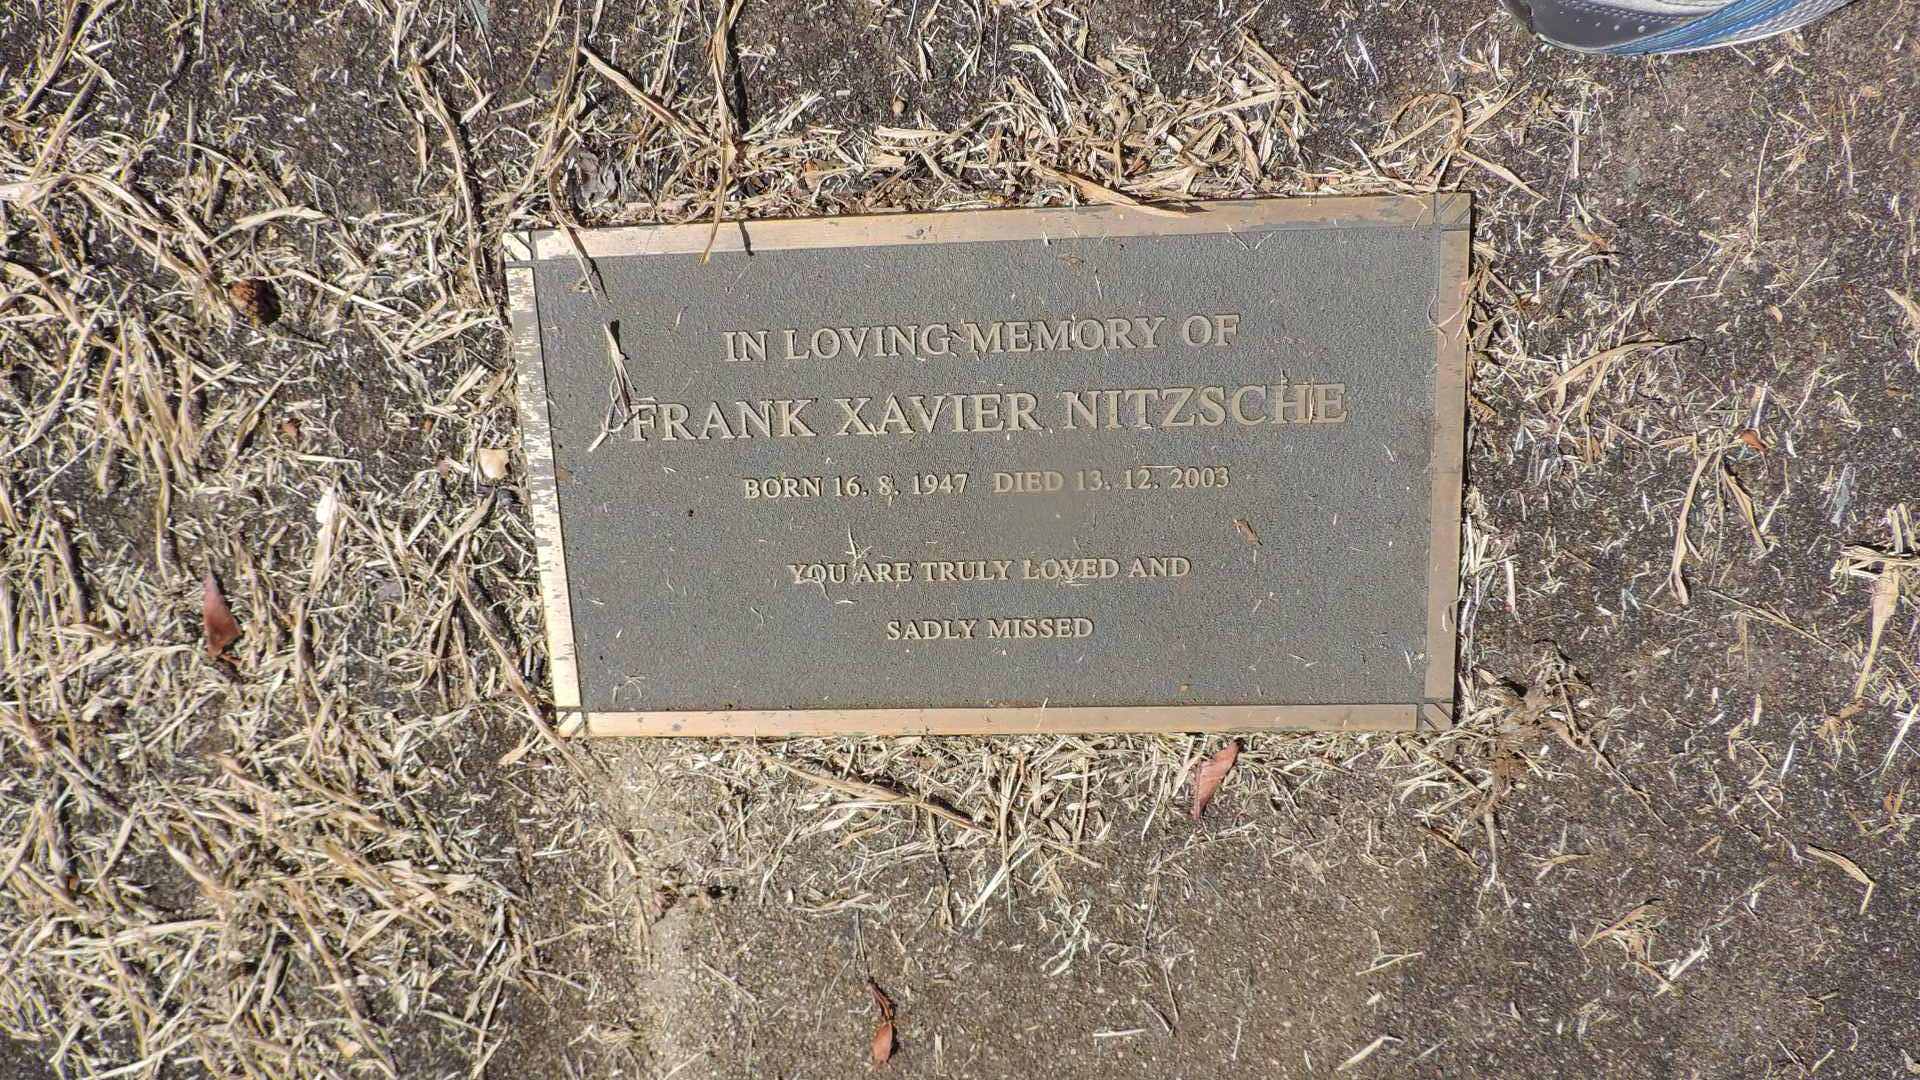 IN LOVING MEMORY OF
FRANK XAVIER NITZSCHE
BORN 16. 8. 1947 DIED 13. 12. 2003
YOU ARE TRULY LOVED AND
SADLY MISSED